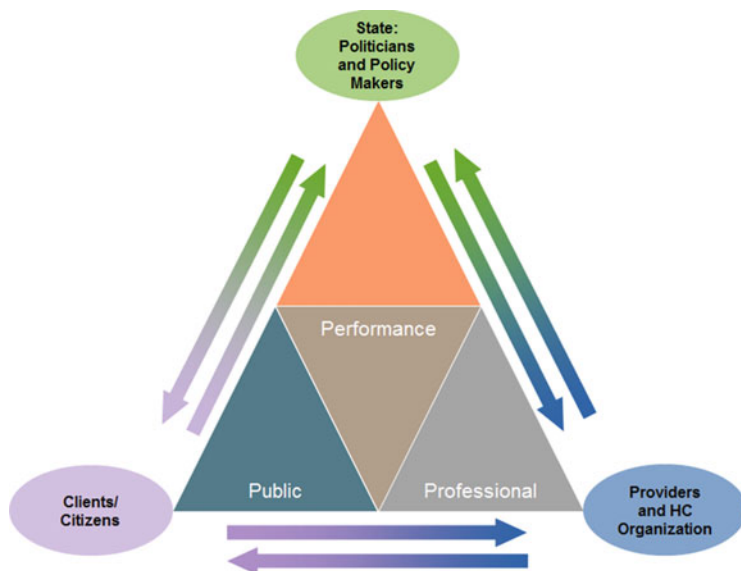 State:
Politicians
and Policy
Makers
Performance
Public
Professional
Clients/
Citizens
Providers
and HC
Organization